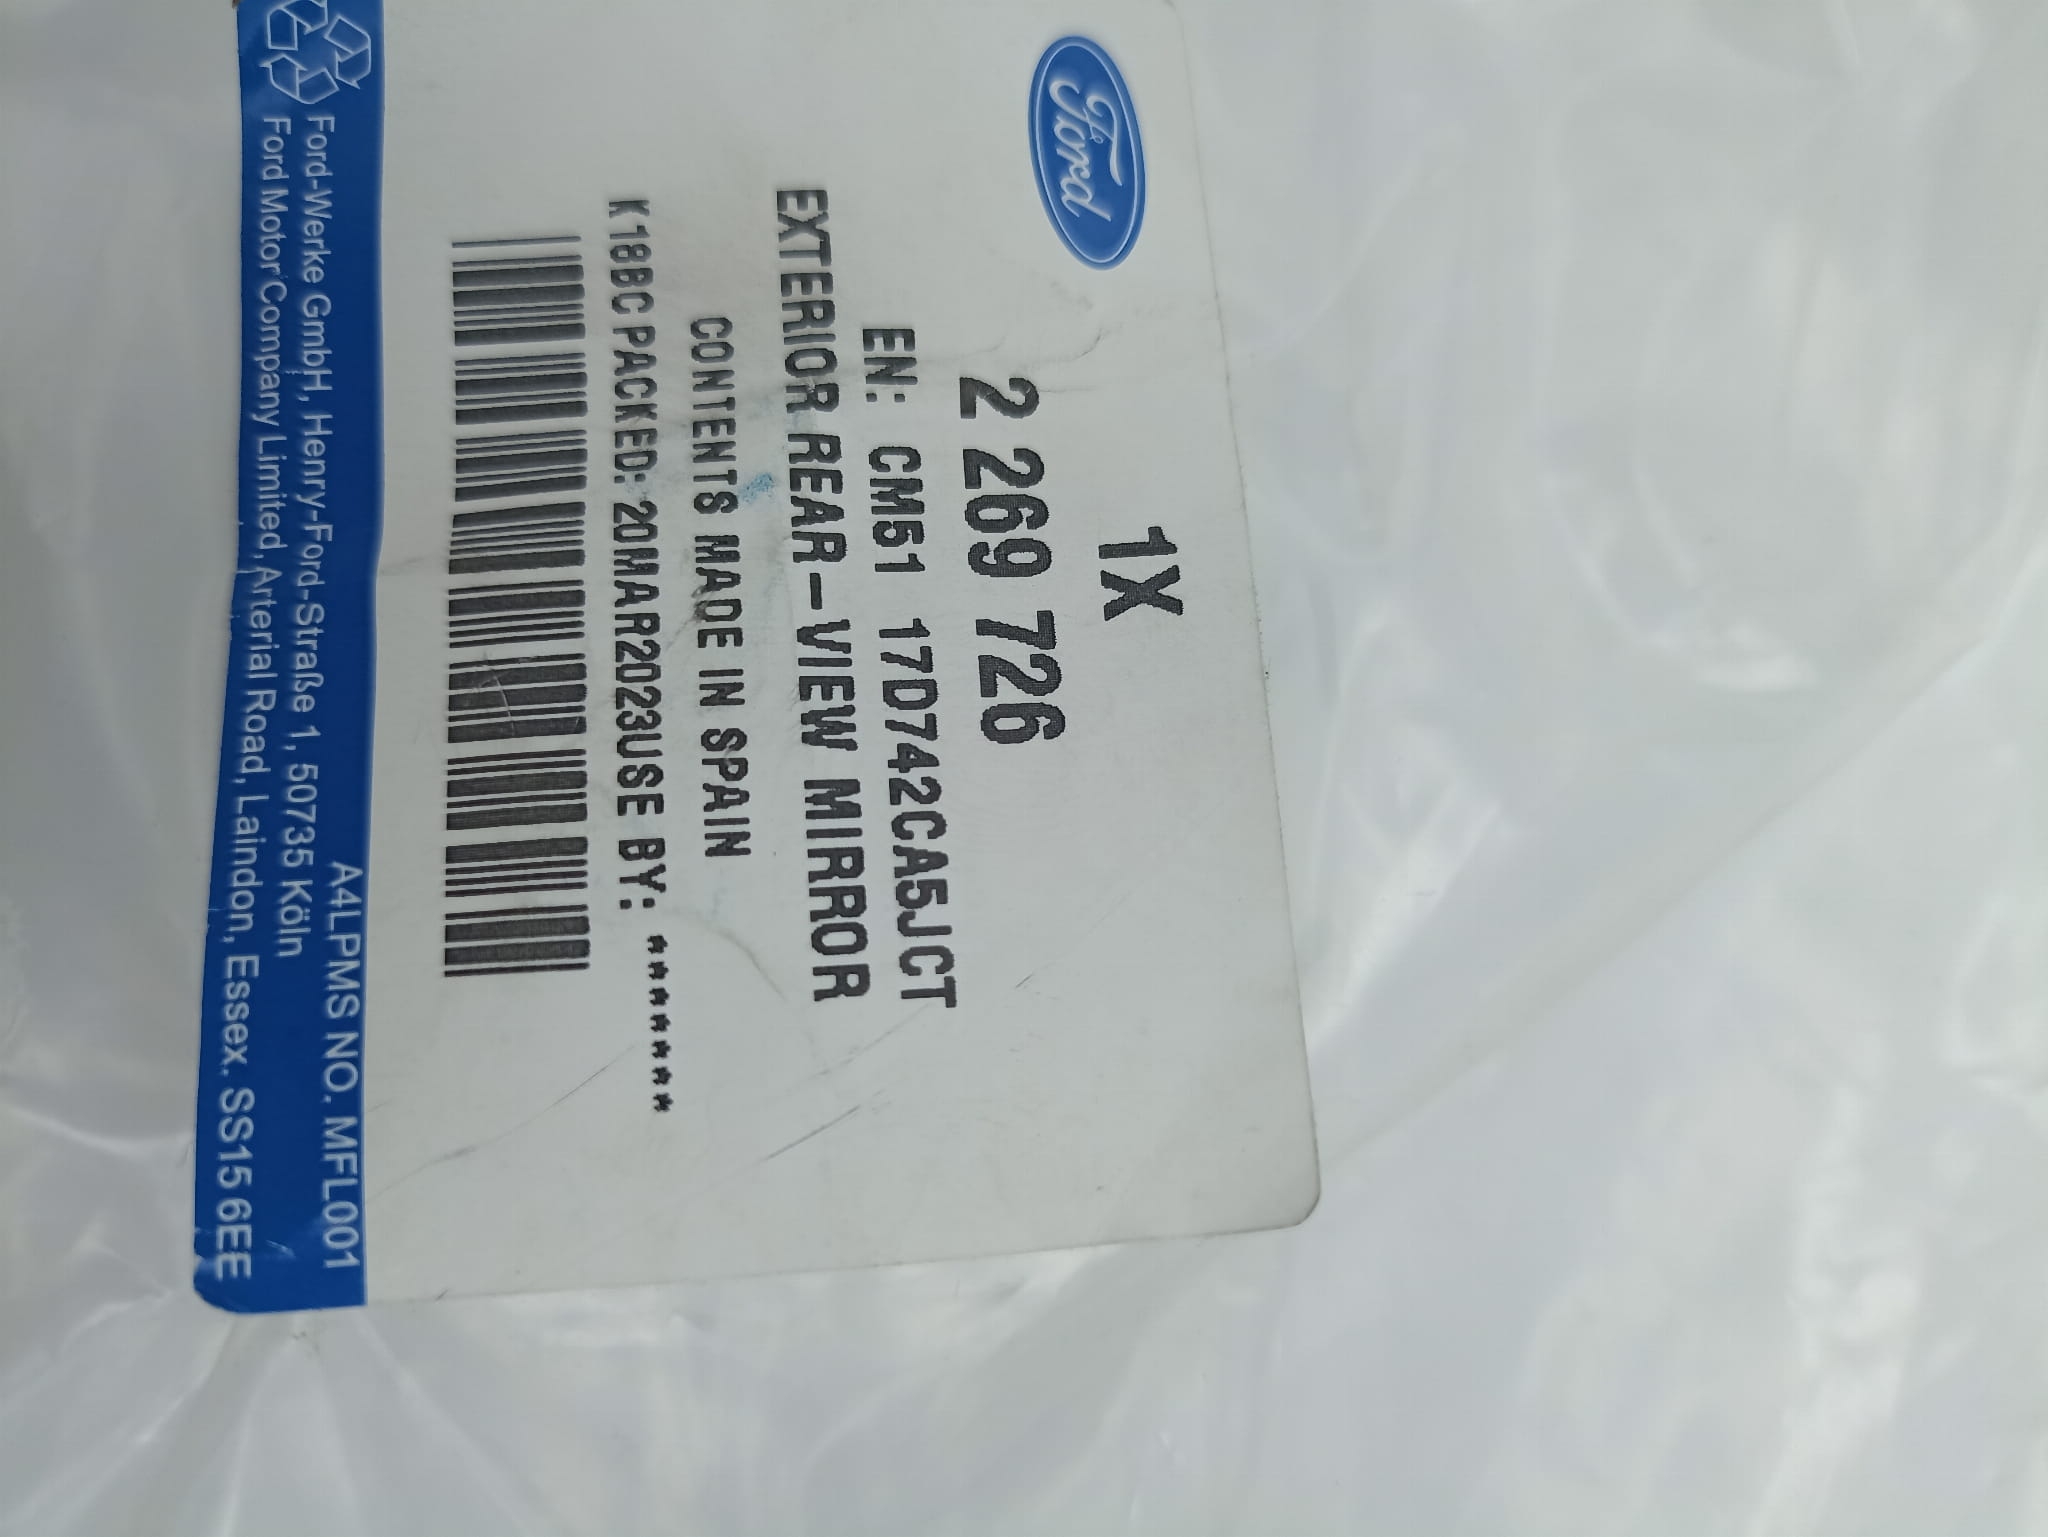 Ford
1X
2 269 726
EN: CM51 17D742CA5JCT
EXTERIOR REAR-VIEW MIRROR
CONTENTS MADE IN SPAIN
K18BC PACKED: 20MAR2023USE BY: *******
A4LPMS NO. MFL001
Ford-Werke GmbH, Henry-Ford-Straße 1, 50735 Köln
Ford Motor Company Limited, Arterial Road, Laindon, Essex. SS15 6EE